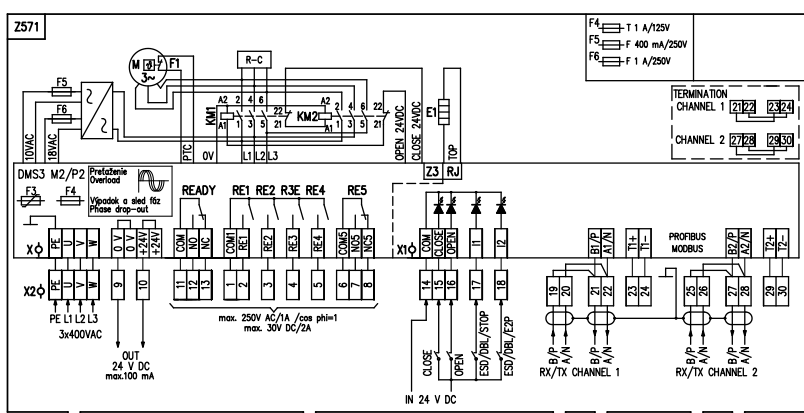 Z571
F4 T 1 A/125V
F5 F 400 mA/250V
F6 F 1 A/250V
M 3~ F1
R-C
TERMINATION
CHANNEL 1 21 22 23 24
CHANNEL 2 27 28 29 30
F5
F6
10VAC
18VAC
PTC
0V
KM1
A2 2 4 6 22
A1 1 3 5 21
KM2
A2 2 4 6 22
A1 1 3 5 21
L1 L2 L3
OPEN 24VDC
CLOSE 24VDC
E1
TOP
Z3 RJ
DMS3 M2/P2
Preťaženie
Overload
Výpadok a sled fáz
Phase drop-out
F3
F4
READY
RE1 RE2 R3E RE4
RE5
X
PE U V W
0 V 0 V +24V +24V
COM NO NC
COM1 RE1 RE2 RE3 RE4
COM5 NO5 NC5
X1
COM CLOSE OPEN I1 I2
B1/P A1/N T1+ T1-
PROFIBUS
MODBUS
B2/P A2/N T2+ T2-
X2
PE U V W
9 10
11 12 13
1 2 3 4 5 6 7 8
14 15 16 17 18
19 20 21 22 23 24
25 26 27 28 29 30
PE L1 L2 L3
3x400VAC
OUT
24 V DC
max.100 mA
max. 250V AC/1A /cos phi=1
max. 30V DC/2A
CLOSE
OPEN
ESD/DBL/STOP
ESD/DBL/E2P
IN 24 V DC
B/P A/N B/P A/N
RX/TX CHANNEL 1
B/P A/N B/P A/N
RX/TX CHANNEL 2